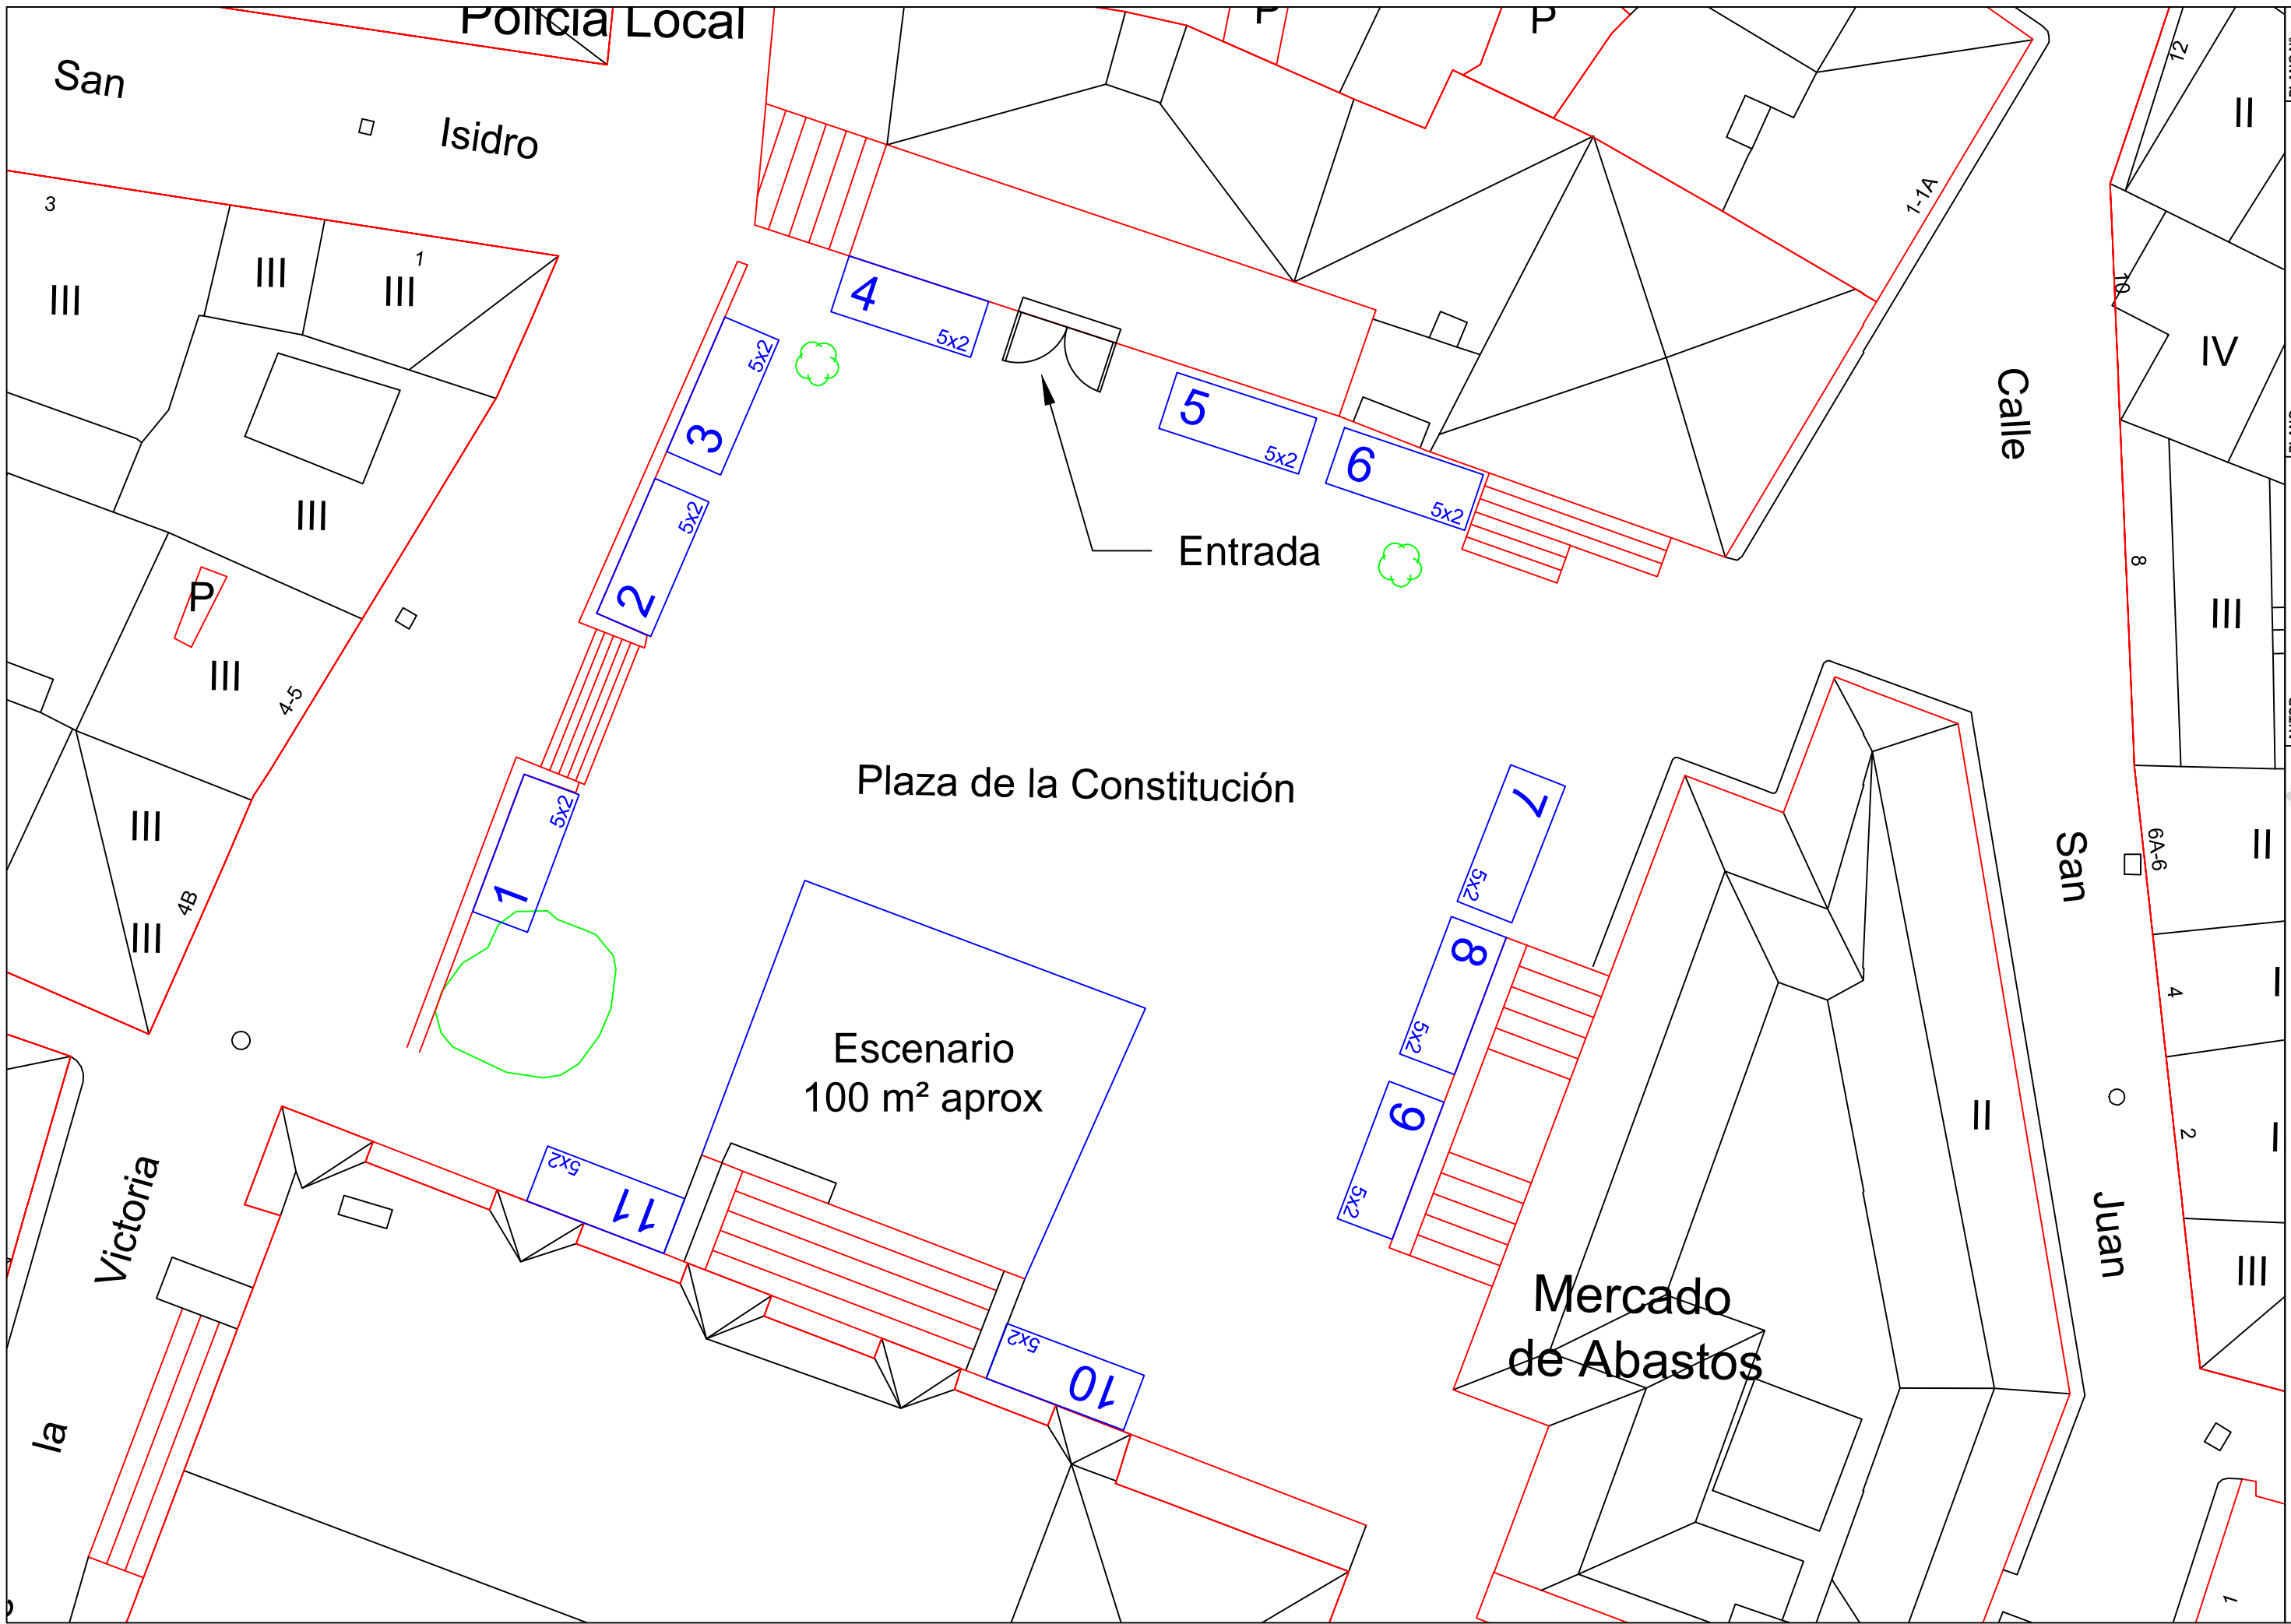 Policía Local
P
P
San
Isidro
12
II
3
1
III
III
III
1-1A
10
IV
4
5x2
3
5x2
5
5x2
6
5x2
Calle
III
2
5x2
Entrada
8
III
P
III
4-5
Plaza de la Constitución
7
5x2
1
5x2
III
4B
III
San
6A-6
II
8
5x2
4
I
Escenario
100 m² aprox
9
5x2
II
2
I
Victoria
11
5x2
Juan
III
Mercado
de Abastos
10
5x2
la
1